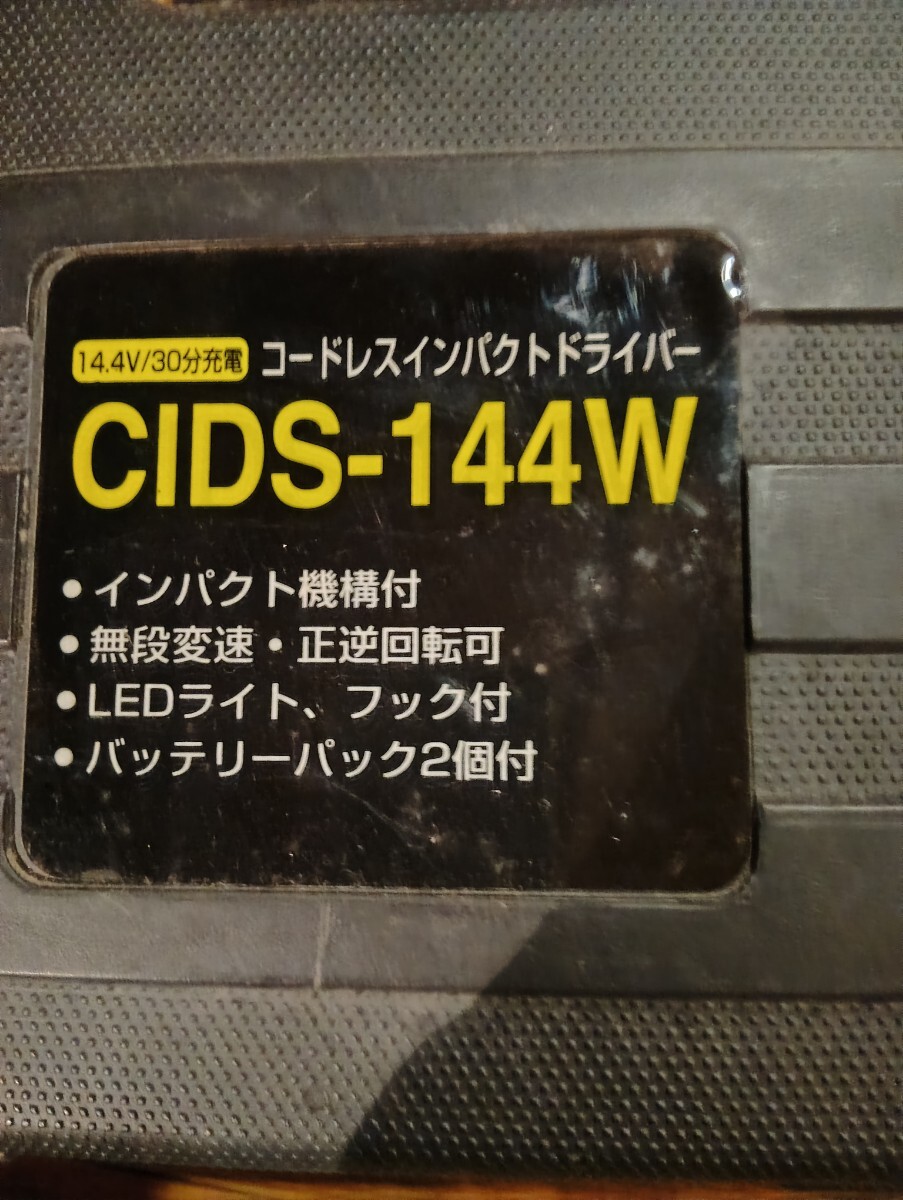 14.4V/30分充電 コードレスインパクトドライバー
CIDS-144W
• インパクト機構付
• 無段変速・正逆回転可
• LEDライト、フック付
• バッテリーパック2個付